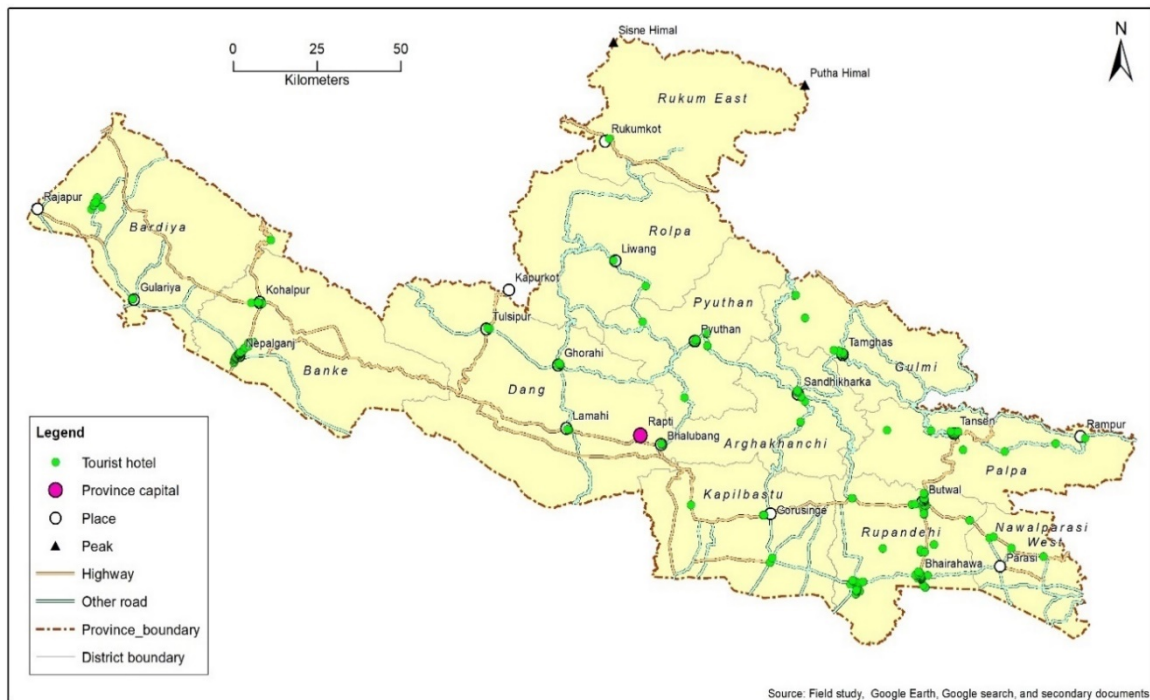 Sisne Himal
N
0 25 50
Kilometers
Putha Himal
Rukum East
Rukumkot
Rajapur
Bardiya
Rolpa
Liwang
Kapurkot
Gulariya
Kohalpur
Pyuthan
Tulsipur
Pyuthan
Nepalganj
Tamghas
Ghorahi
Gulmi
Banke
Dang
Sandhikharka
Lamahi
Rapti
Tansen
Rampur
Bhalubang
Arghakhanchi
Palpa
Kapilbastu
Butwal
Gorusinge
Rupandehi
Nawalparasi
West
Bhairahawa
Parasi
Legend
Tourist hotel
Province capital
Place
Peak
Highway
Other road
Province_boundary
District boundary
Source: Field study, Google Earth, Google search, and secondary documents